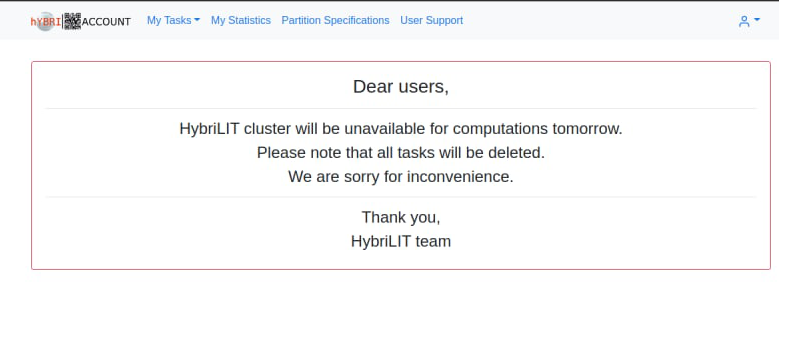 hYBRI ACCOUNT My Tasks My Statistics Partition Specifications User Support
Dear users,
HybriLIT cluster will be unavailable for computations tomorrow.
Please note that all tasks will be deleted.
We are sorry for inconvenience.
Thank you,
HybriLIT team